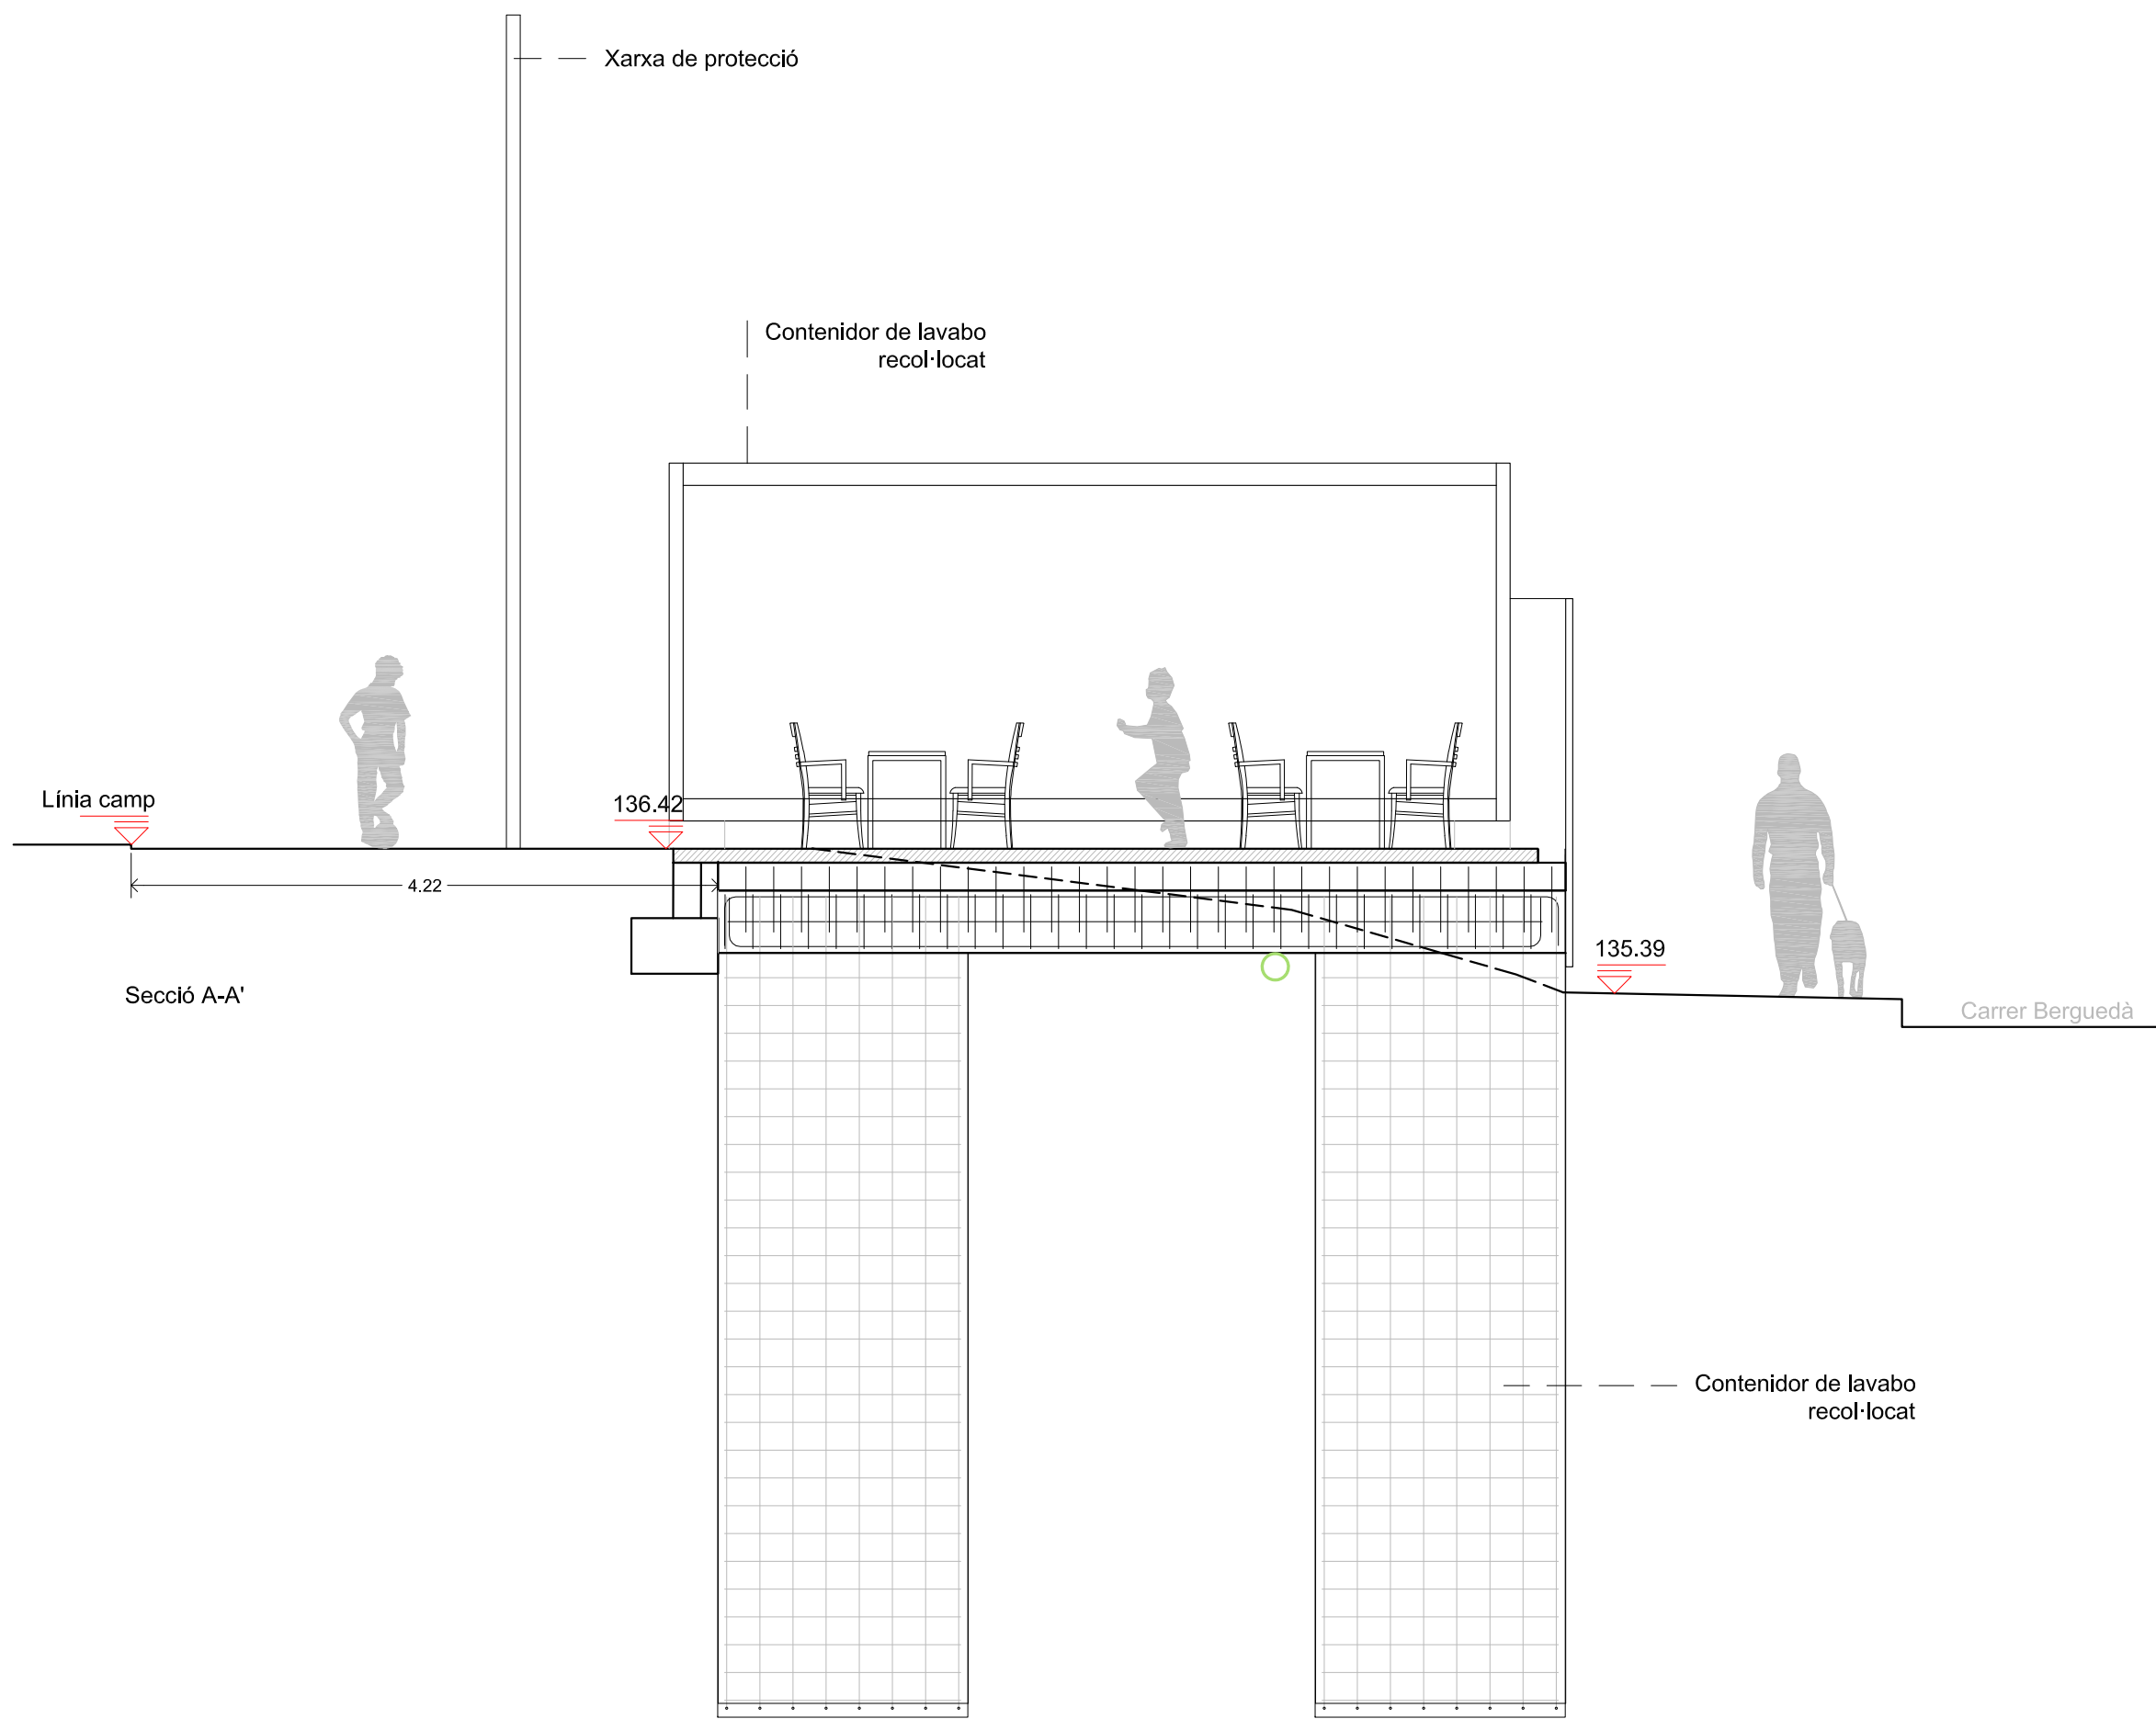 Xarxa de protecció
Contenidor de lavabo
recol·locat
Línia camp
136.42
4.22
135.39
Secció A-A'
Carrer Berguedà
Contenidor de lavabo
recol·locat